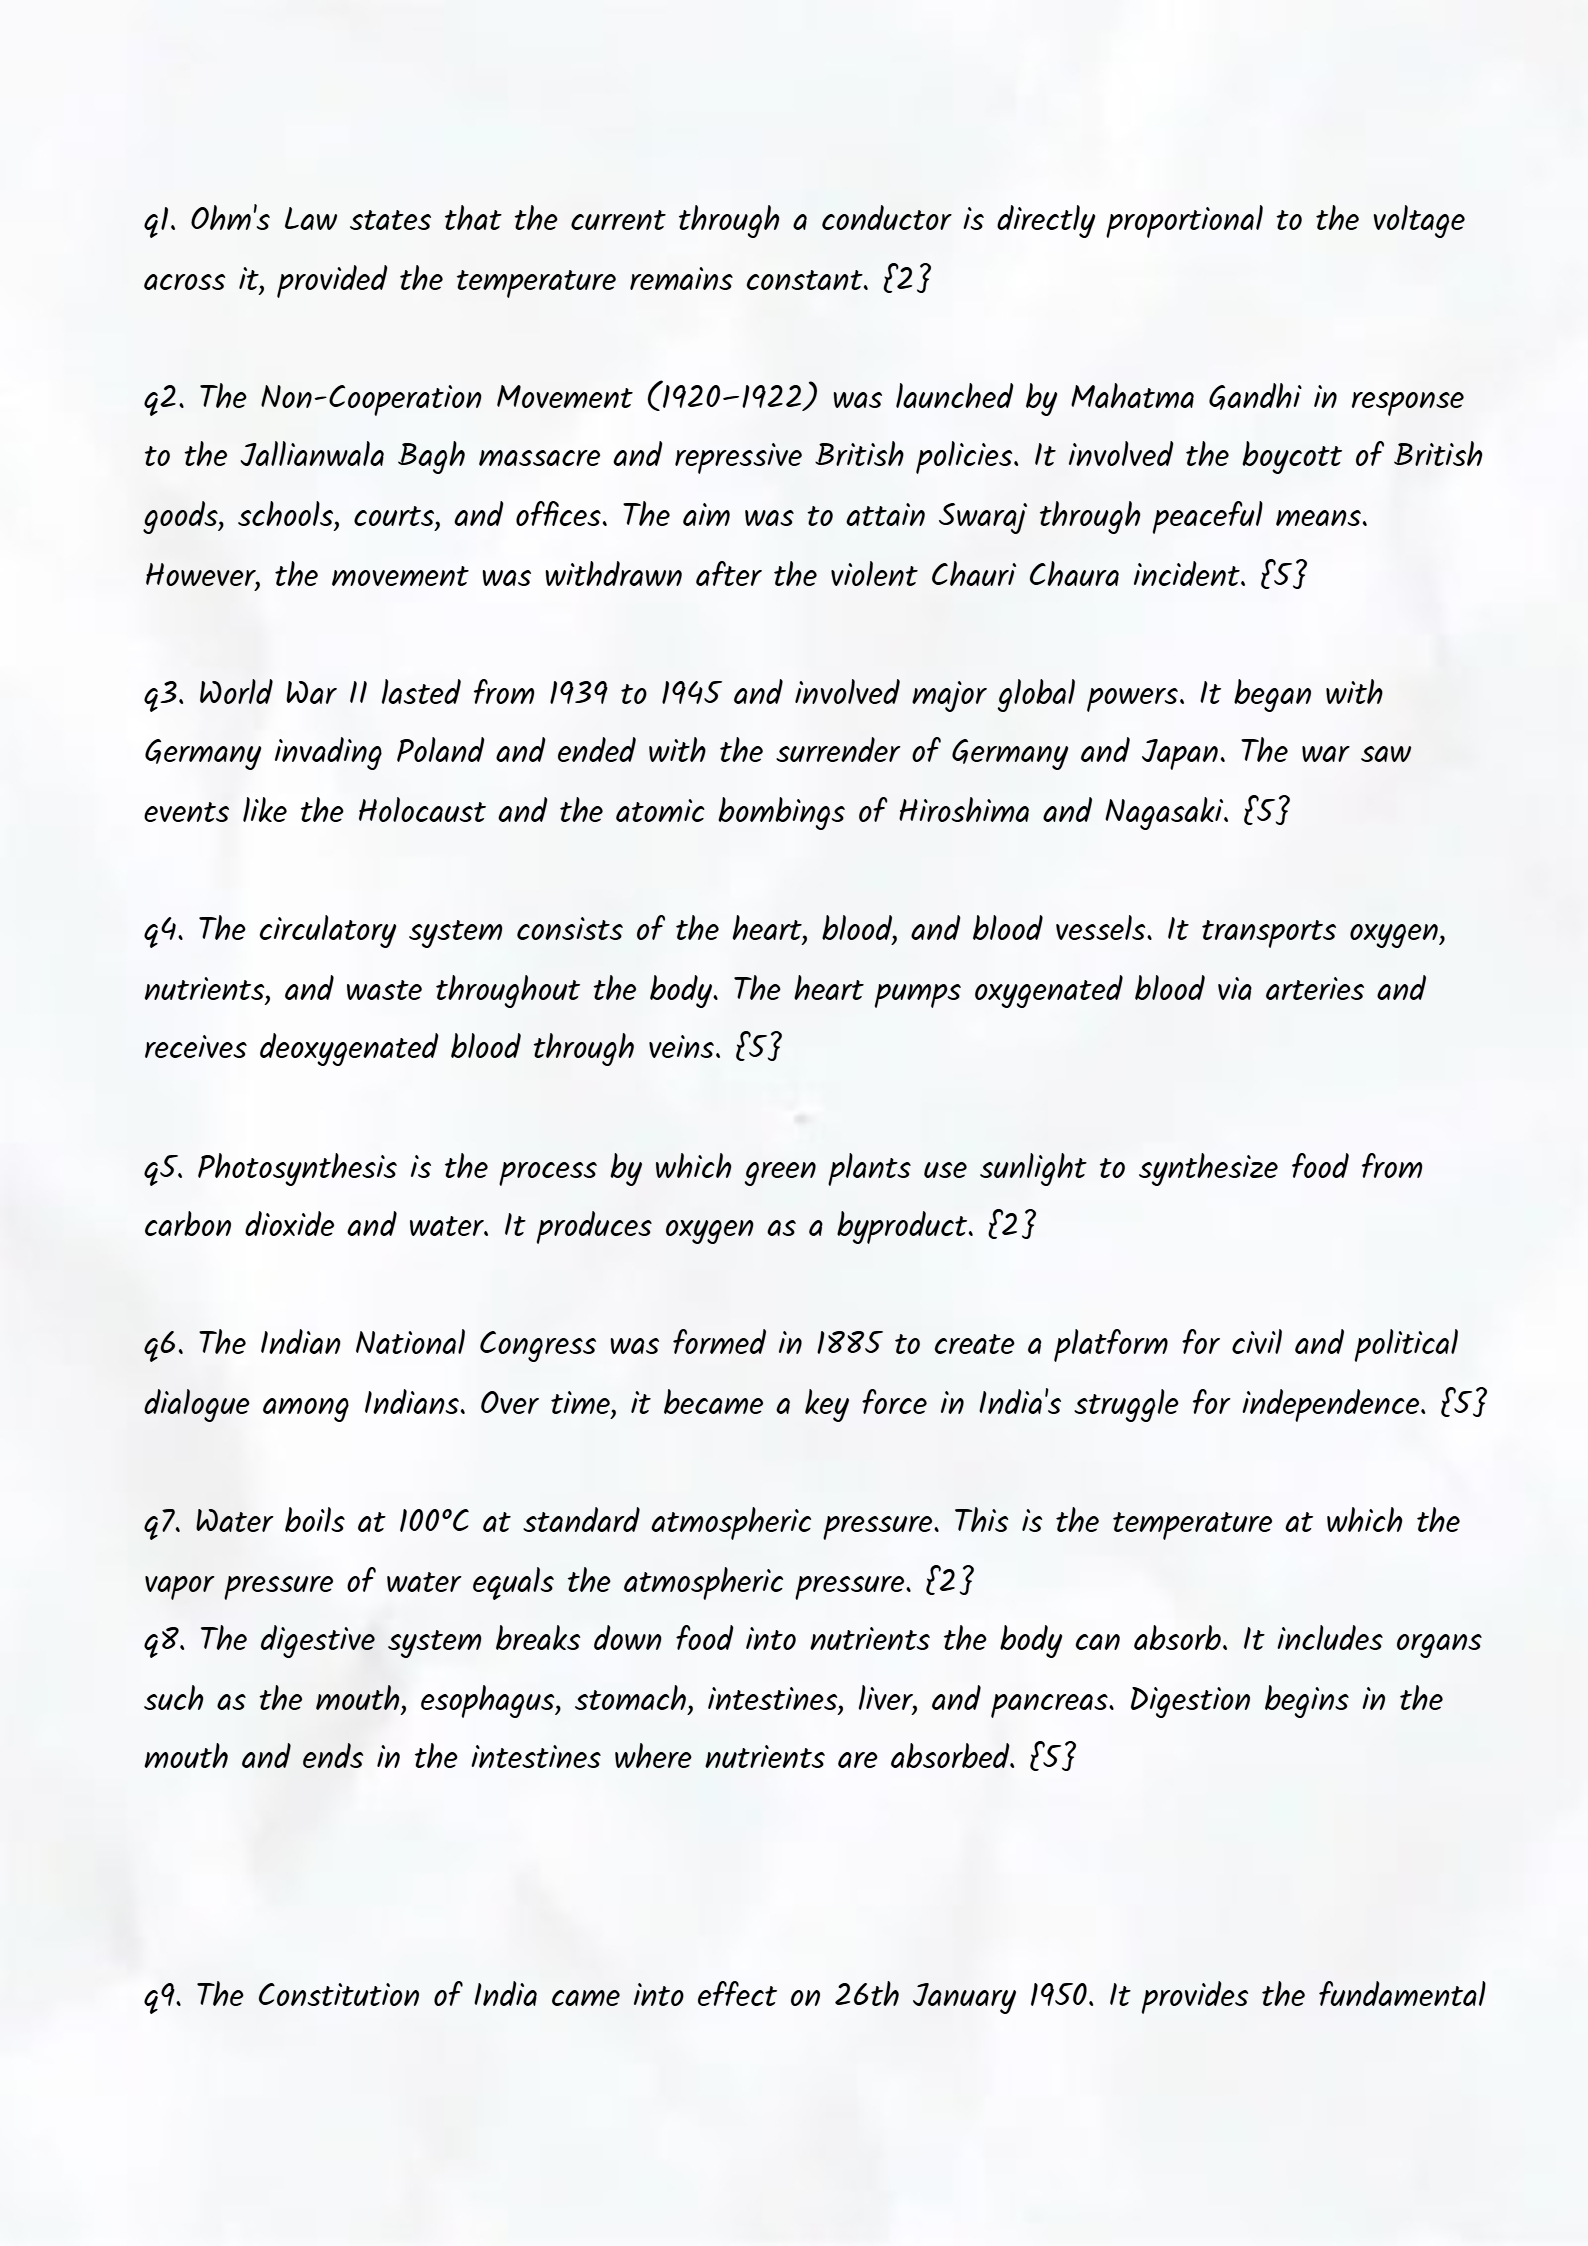 q1. Ohm's Law states that the current through a conductor is directly proportional to the voltage
across it, provided the temperature remains constant. {2}
q2. The Non-Cooperation Movement (1920–1922) was launched by Mahatma Gandhi in response
to the Jallianwala Bagh massacre and repressive British policies. It involved the boycott of British
goods, schools, courts, and offices. The aim was to attain Swaraj through peaceful means.
However, the movement was withdrawn after the violent Chauri Chaura incident. {5}
q3. World War II lasted from 1939 to 1945 and involved major global powers. It began with
Germany invading Poland and ended with the surrender of Germany and Japan. The war saw
events like the Holocaust and the atomic bombings of Hiroshima and Nagasaki. {5}
q4. The circulatory system consists of the heart, blood, and blood vessels. It transports oxygen,
nutrients, and waste throughout the body. The heart pumps oxygenated blood via arteries and
receives deoxygenated blood through veins. {5}
q5. Photosynthesis is the process by which green plants use sunlight to synthesize food from
carbon dioxide and water. It produces oxygen as a byproduct. {2}
q6. The Indian National Congress was formed in 1885 to create a platform for civil and political
dialogue among Indians. Over time, it became a key force in India's struggle for independence. {5}
q7. Water boils at 100°C at standard atmospheric pressure. This is the temperature at which the
vapor pressure of water equals the atmospheric pressure. {2}
q8. The digestive system breaks down food into nutrients the body can absorb. It includes organs
such as the mouth, esophagus, stomach, intestines, liver, and pancreas. Digestion begins in the
mouth and ends in the intestines where nutrients are absorbed. {5}
q9. The Constitution of India came into effect on 26th January 1950. It provides the fundamental